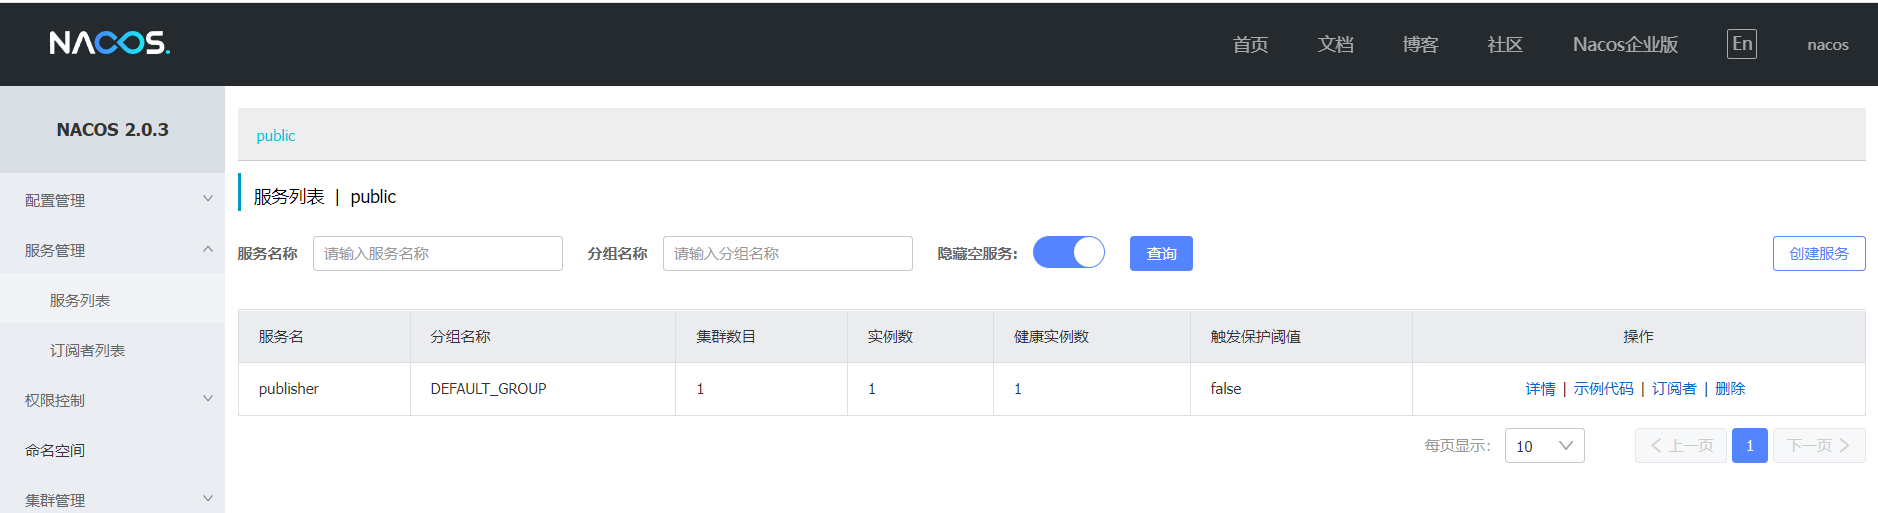 NACOS.
首页 文档 博客 社区 Nacos企业版 En nacos
NACOS 2.0.3
配置管理
服务管理
服务列表
订阅者列表
权限控制
命名空间
集群管理
public
服务列表 | public
服务名称 请输入服务名称 分组名称 请输入分组名称 隐藏空服务: 查询 创建服务
服务名 分组名称 集群数目 实例数 健康实例数 触发保护阈值 操作
publisher DEFAULT_GROUP 1 1 1 false 详情 | 示例代码 | 订阅者 | 删除
每页显示: 10 上一页 1 下一页